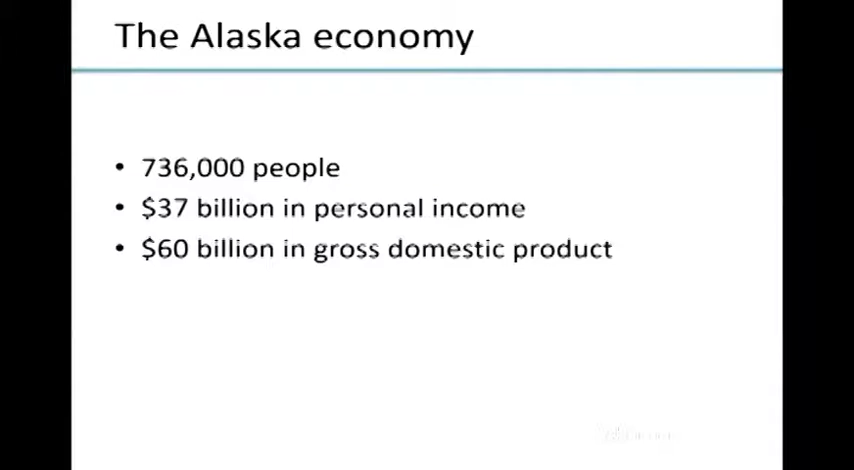 The Alaska economy
• 736,000 people
• $37 billion in personal income
• $60 billion in gross domestic product